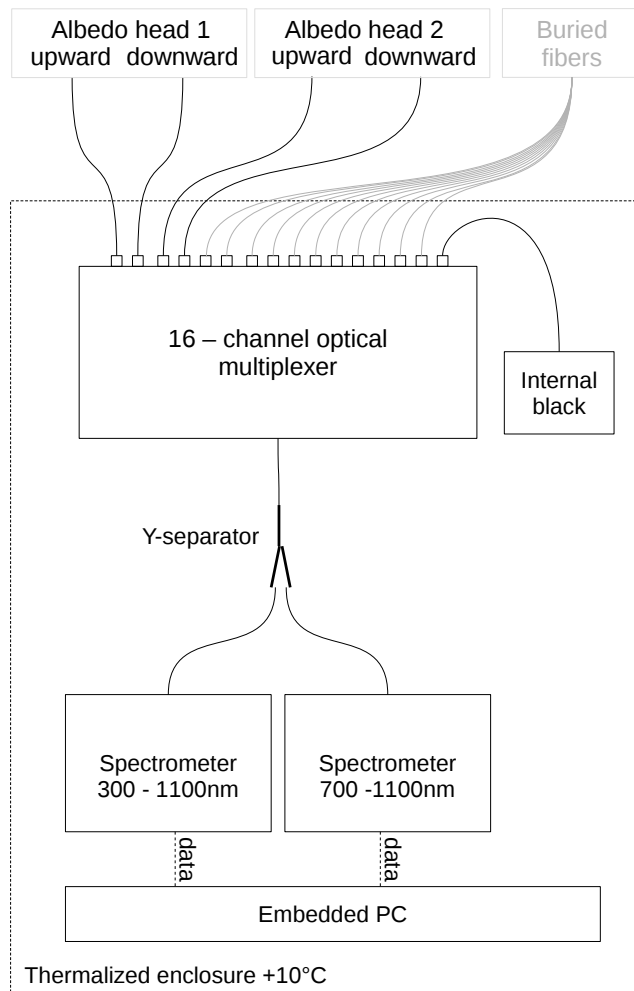 Albedo head 1
upward downward
Albedo head 2
upward downward
Buried
fibers
16 – channel optical
multiplexer
Internal
black
Y-separator
Spectrometer
300 - 1100nm
Spectrometer
700 -1100nm
data
data
Embedded PC
Thermalized enclosure +10°C